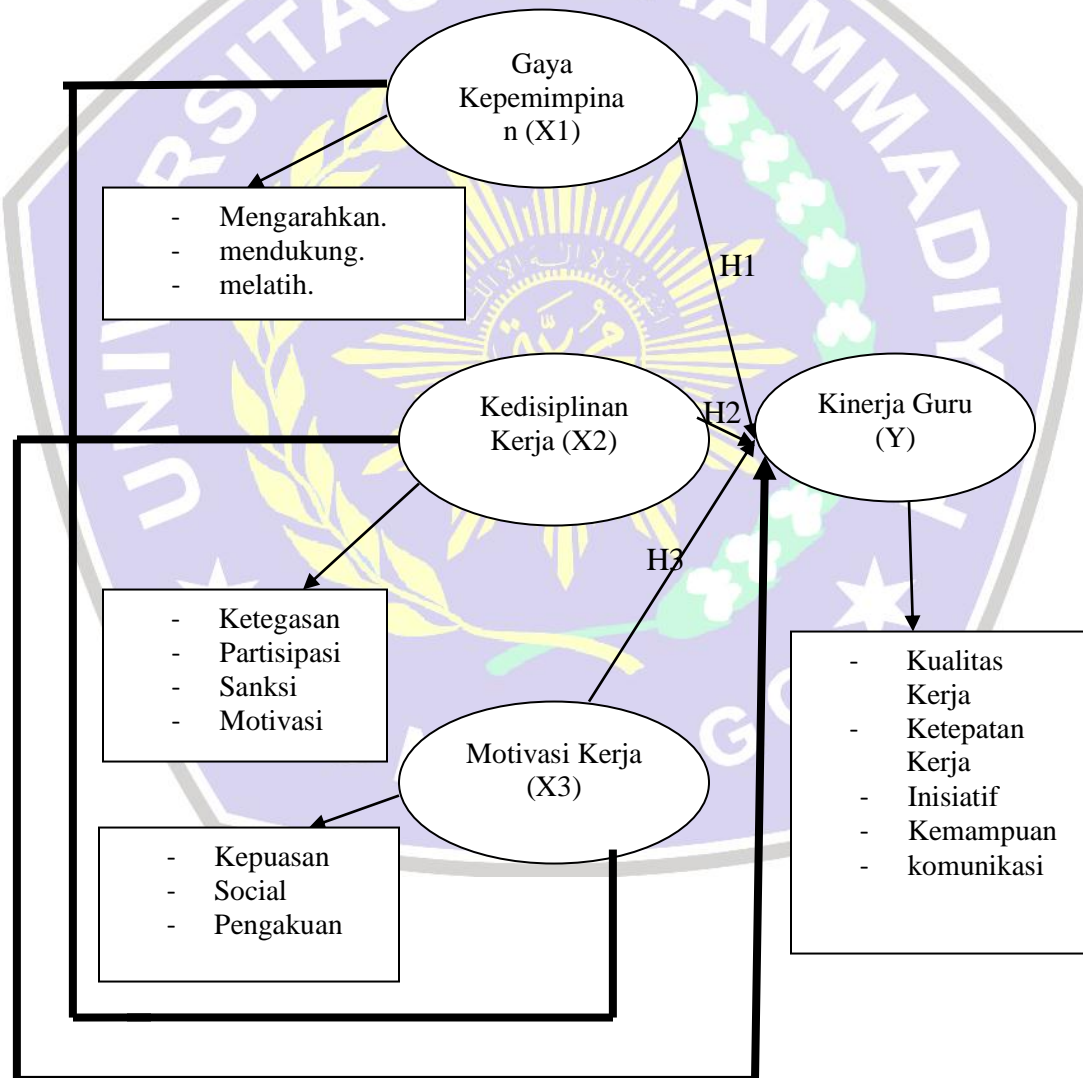 Gaya
Kepemimpina
n (X1)
- Mengarahkan.
- mendukung.
- melatih.
H1
Kedisiplinan
Kerja (X2)
H2
Kinerja Guru
(Y)
H3
- Ketegasan
- Partisipasi
- Sanksi
- Motivasi
Motivasi Kerja
(X3)
- Kepuasan
- Social
- Pengakuan
- Kualitas
Kerja
- Ketepatan
Kerja
- Inisiatif
- Kemampuan
- komunikasi